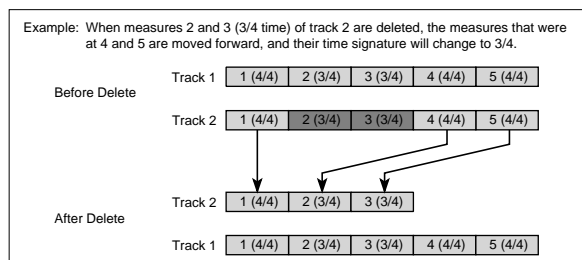 Example: When measures 2 and 3 (3/4 time) of track 2 are deleted, the measures that were
at 4 and 5 are moved forward, and their time signature will change to 3/4.
Track 1 1 (4/4) 2 (3/4) 3 (3/4) 4 (4/4) 5 (4/4)
Before Delete
Track 2 1 (4/4) 2 (3/4) 3 (3/4) 4 (4/4) 5 (4/4)
Track 2 1 (4/4) 2 (3/4) 3 (3/4)
After Delete
Track 1 1 (4/4) 2 (3/4) 3 (3/4) 4 (4/4) 5 (4/4)